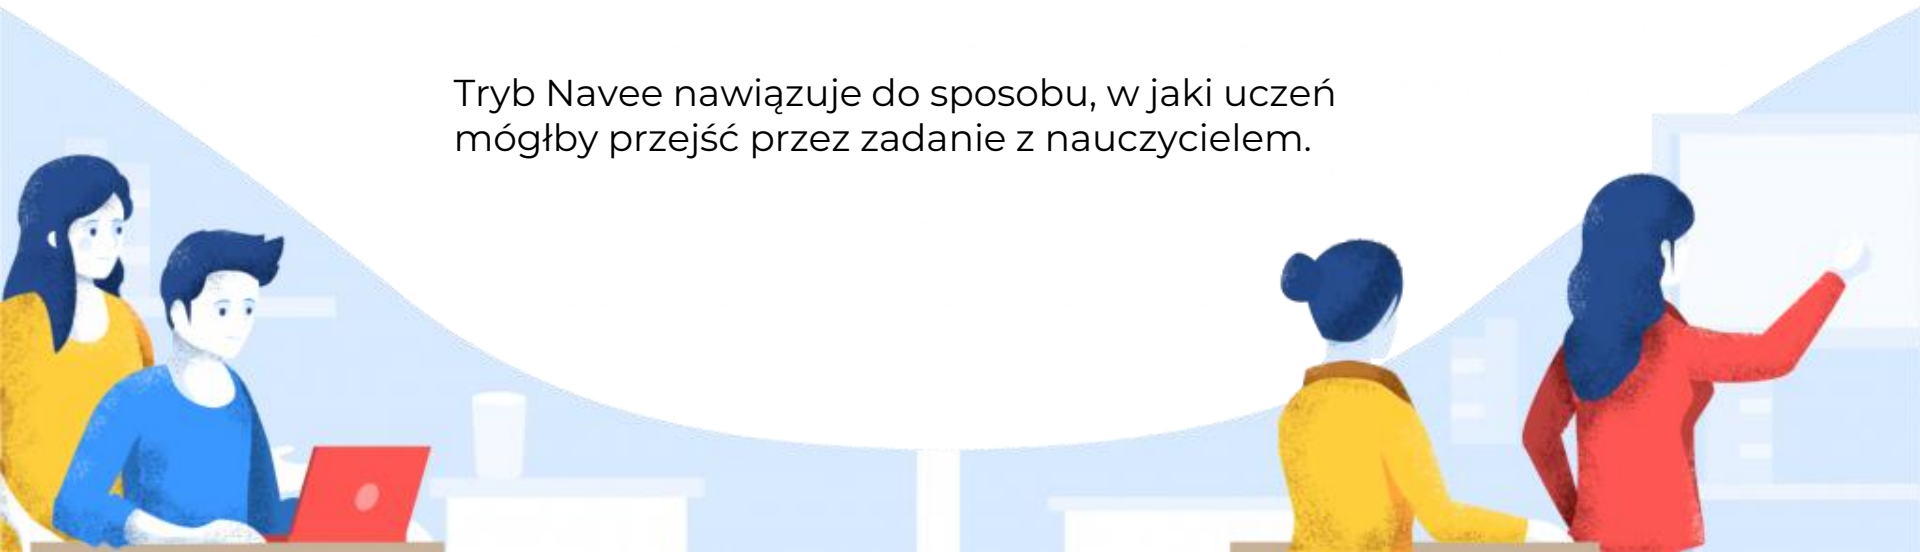 Tryb Navee nawiązuje do sposobu, w jaki uczeń
mógłby przejść przez zadanie z nauczycielem.